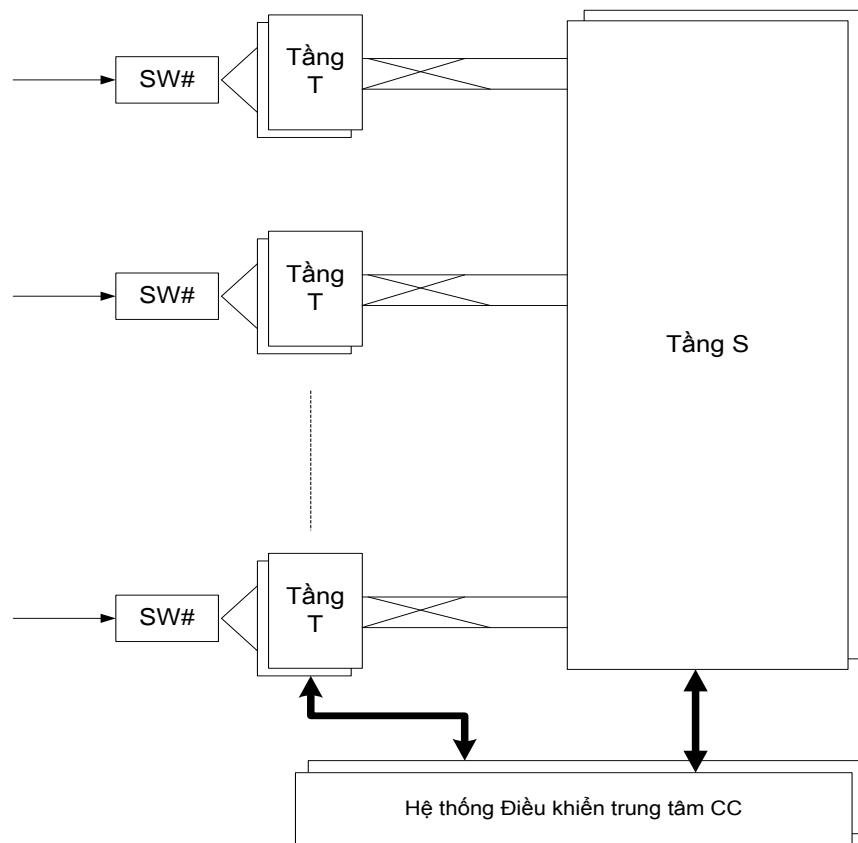 SW#
Tầng
T
SW#
Tầng
T
Tầng S
SW#
Tầng
T
Hệ thống Điều khiển trung tâm CC